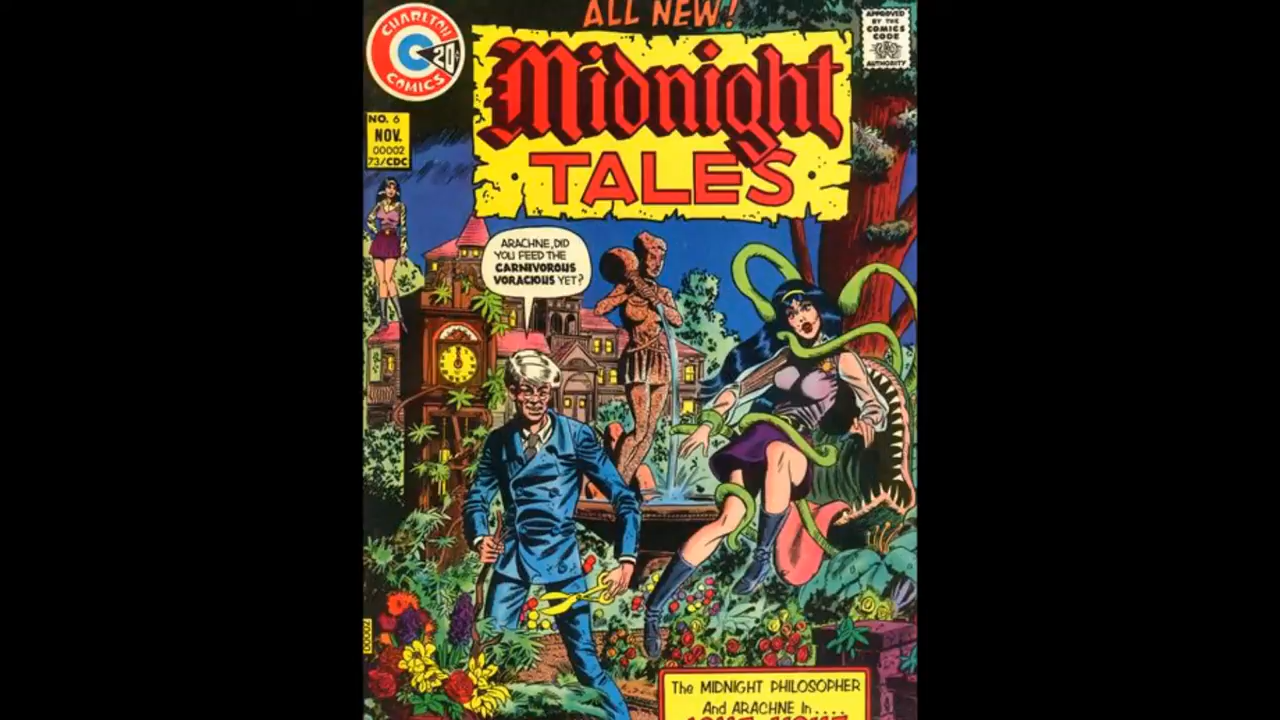 ALL NEW!
CHARLTON
C
20¢
COMICS
APPROVED
BY THE
COMICS
CODE
AUTHORITY
Midnight
TALES
NO. 6
NOV.
00002
73/CDC
ARACHNE, DID
YOU FEED THE
CARNIVOROUS
VORACIOUS YET?
00002
The MIDNIGHT PHILOSOPHER
And ARACHNE In....